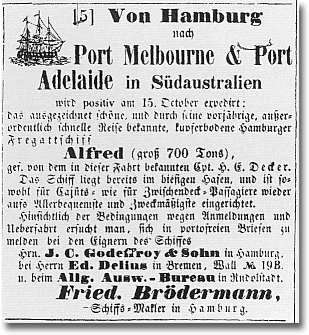 [5] Von Hamburg
nach
Port Melbourne & Port
Adelaide in Südaustralien
wird positiv am 15. October expedirt:
das ausgezeichnet schöne, und durch seine vorjährige, außer-
ordentlich schnelle Reise bekannte, kupferbodene Hamburger
Fregattschiff
Alfred (groß 700 Tons),
gef. von dem in dieser Fahrt bekannten Cpt. H. E. Decker.
Das Schiff liegt bereits im hiesigen Hafen, und ist so-
wohl für Cajüts- wie für Zwischendeck-Passagiere wieder
aufs Allerbequemste und Zweckmäßigste eingerichtet.
Hinsichtlich der Bedingungen wegen Anmeldungen und
Ueberfahrt ersucht man, sich in portofreien Briefen zu
melden bei den Eignern des Schiffes
Hrn. J. C. Godeffroy & Sohn in Hamburg,
bei Herrn Ed. Delius in Bremen, Wall № 19B.
u. beim Allg. Ausw.-Bureau in Rudolstadt.
Fried. Brödermann,
Schiffs-Makler in Hamburg.